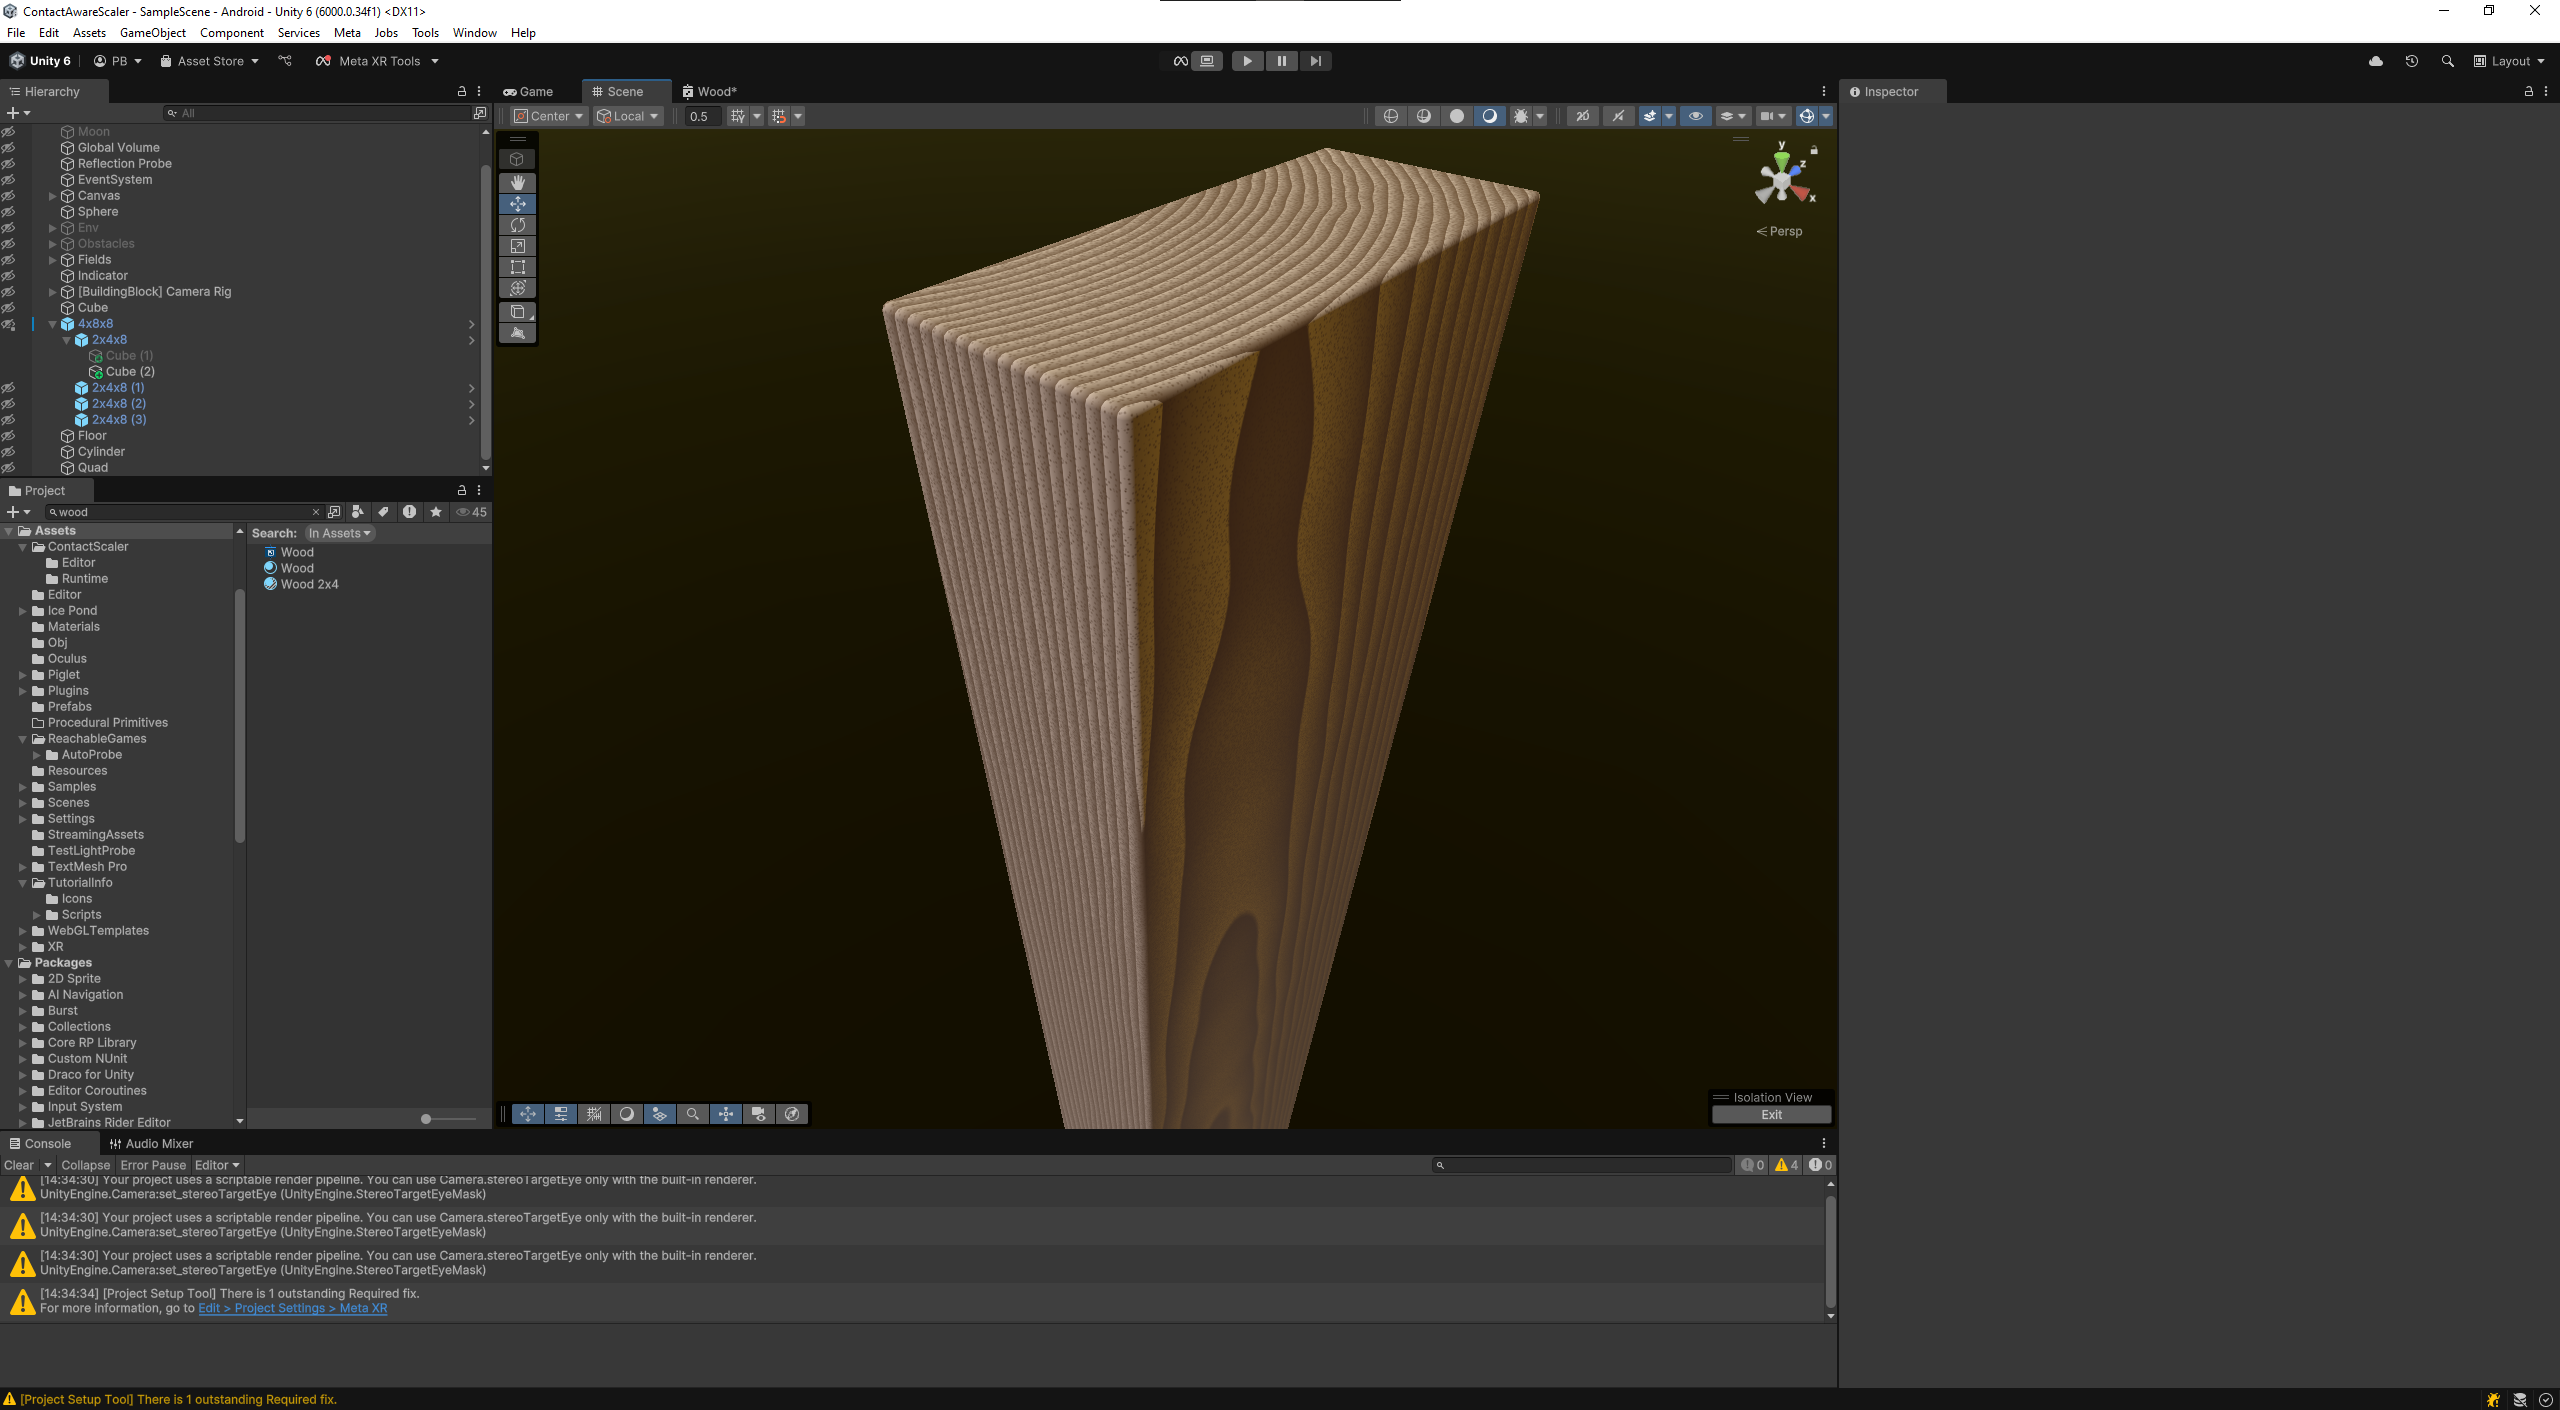 ContactAwareScaler - SampleScene - Android - Unity 6 (6000.0.34f1) <DX11>
File Edit Assets GameObject Component Services Window Meta Jobs Tools Window Help
Unity 6 PB Asset Store Meta XR Tools Layout
Hierarchy
All
Moon
Global Volume
Reflection Probe
EventSystem
Canvas
Sphere
Env
Obstacles
Fields
Indicator
[BuildingBlock] Camera Rig
Cube
4x8x8
2x4x8
Cube (1)
Cube (2)
2x4x8 (1)
2x4x8 (2)
2x4x8 (3)
Floor
Cylinder
Quad
Project
wood
45
Assets
ContactScaler
Editor
Runtime
Editor
Ice Pond
Materials
Obj
Oculus
Piglet
Plugins
Prefabs
Procedural Primitives
ReachableGames
AutoProbe
Resources
Samples
Scenes
Settings
StreamingAssets
TestLightProbe
TextMesh Pro
TutorialInfo
Icons
Scripts
WebGLTemplates
XR
Packages
2D Sprite
AI Navigation
Burst
Collections
Core RP Library
Custom NUnit
Draco for Unity
Editor Coroutines
Input System
JetBrains Rider Editor
Search: In Assets
Wood
Wood
Wood 2x4
Game Scene Wood*
Center Local 0.5 2D
y
z
x
Persp
Isolation View
Exit
Inspector
Console Audio Mixer
Clear Collapse Error Pause Editor 0 4 0
[14:34:30] Your project uses a scriptable render pipeline. You can use Camera.stereoTargetEye only with the built-in renderer.
UnityEngine.Camera:set_stereoTargetEye (UnityEngine.StereoTargetEyeMask)
[14:34:30] Your project uses a scriptable render pipeline. You can use Camera.stereoTargetEye only with the built-in renderer.
UnityEngine.Camera:set_stereoTargetEye (UnityEngine.StereoTargetEyeMask)
[14:34:30] Your project uses a scriptable render pipeline. You can use Camera.stereoTargetEye only with the built-in renderer.
UnityEngine.Camera:set_stereoTargetEye (UnityEngine.StereoTargetEyeMask)
[14:34:34] [Project Setup Tool] There is 1 outstanding Required fix.
For more information, go to Edit > Project Settings > Meta XR
[Project Setup Tool] There is 1 outstanding Required fix.